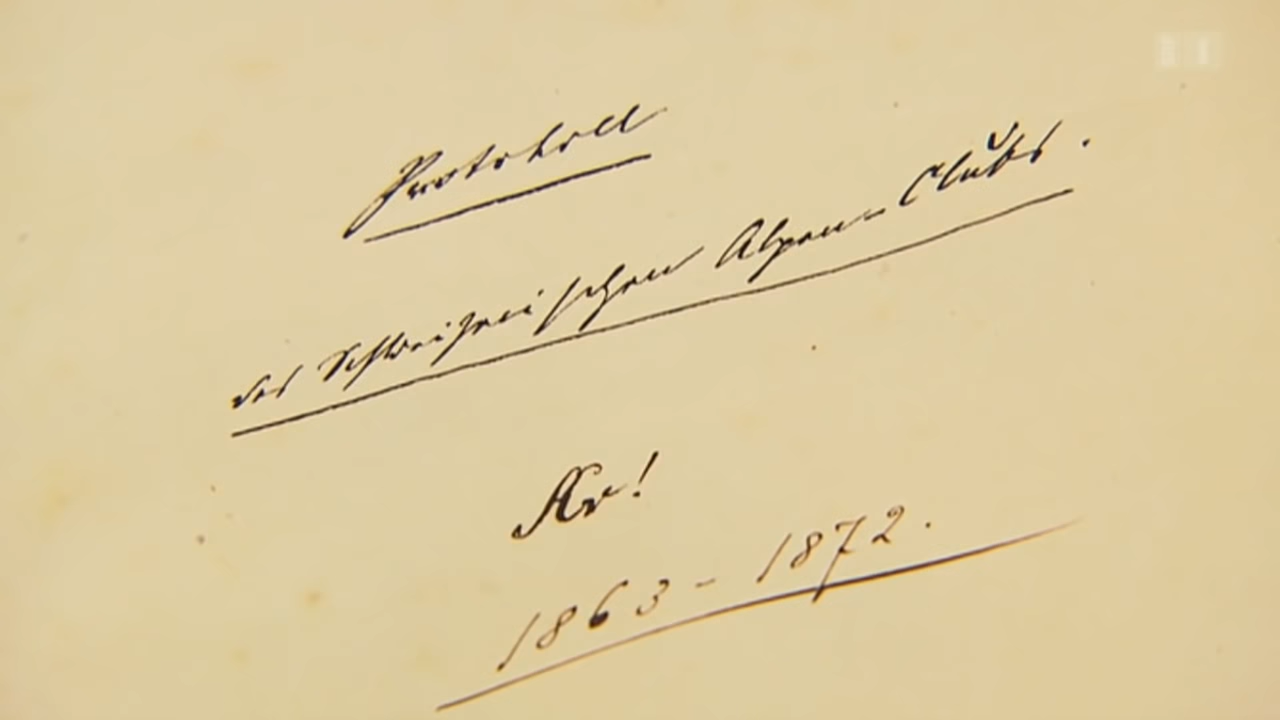 Protokoll
des Schweizerischen Alpen-Clubs.
1863 - 1872.